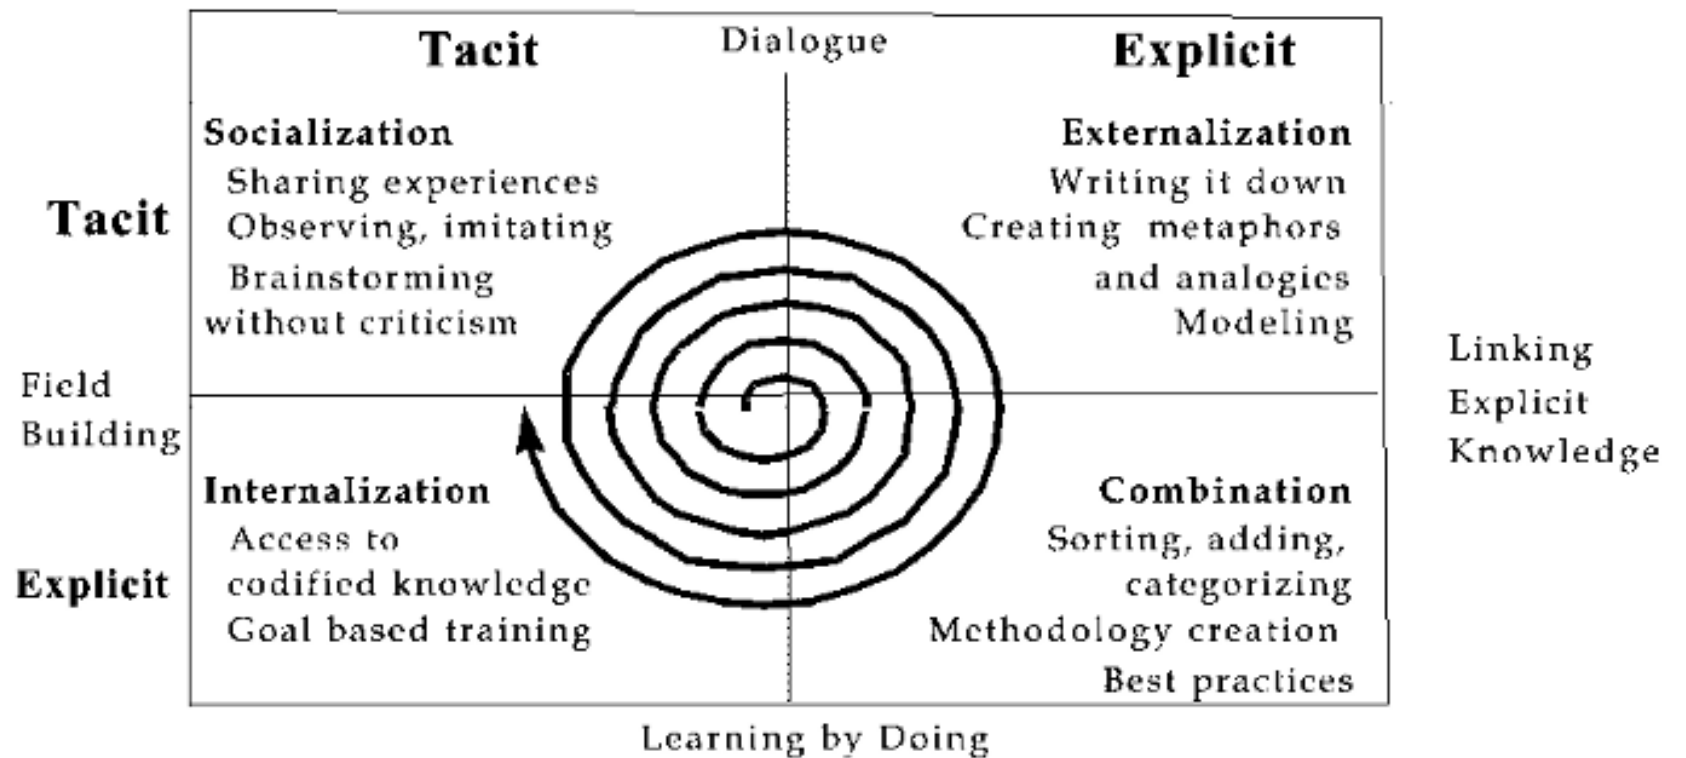 Tacit
Dialogue
Explicit
Socialization
Sharing experiences
Observing, imitating
Brainstorming
without criticism
Externalization
Writing it down
Creating metaphors
and analogies
Modeling
Tacit
Field
Building
Linking
Explicit
Knowledge
Internalization
Access to
codified knowledge
Goal based training
Combination
Sorting, adding,
categorizing
Methodology creation
Best practices
Explicit
Learning by Doing